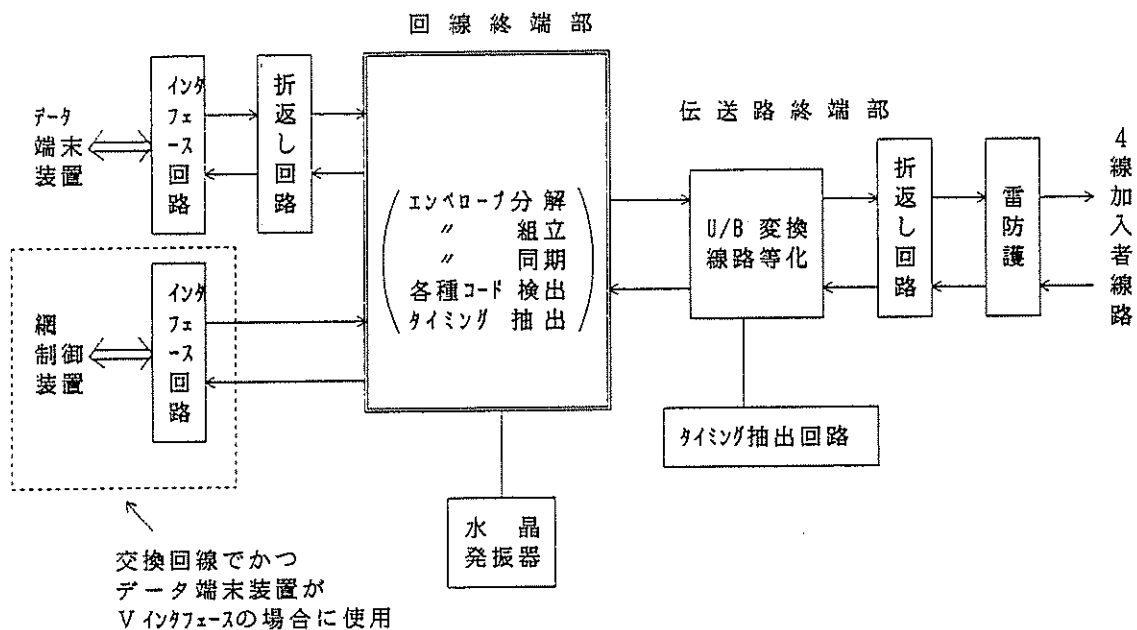 回線終端部
データ
端末
装置
インタフェース回路
折返し回路
エンベロープ分解
〃 組立
〃 同期
各種コード検出
タイミング 抽出
伝送路終端部
U/B 変換
線路等化
折返し回路
雷防護
4線加入者線路
網
制御
装置
インタフェース回路
タイミング抽出回路
水晶
発振器
交換回線でかつ
データ端末装置が
Vインタフェースの場合に使用